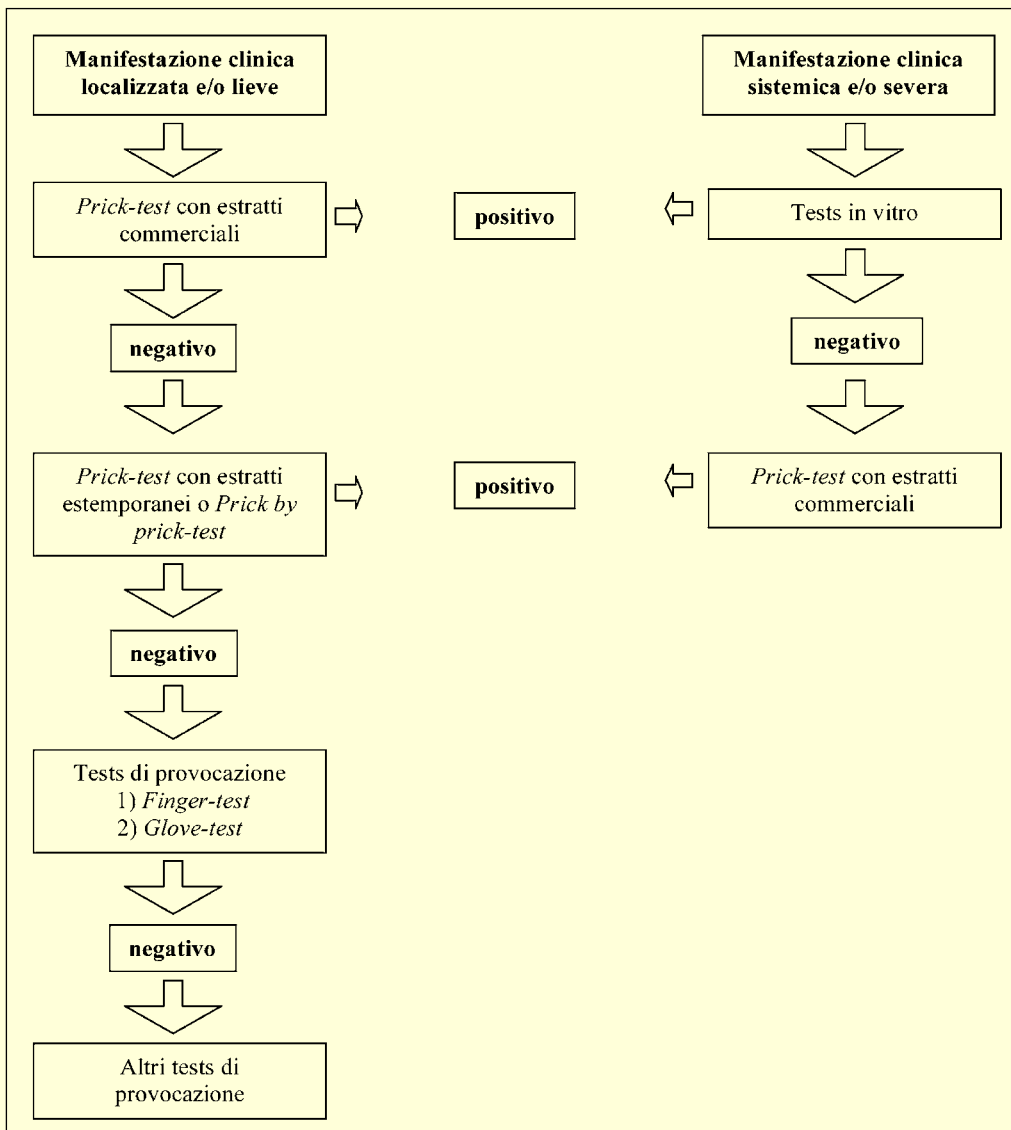 Manifestazione clinica
localizzata e/o lieve
Manifestazione clinica
sistemica e/o severa
Prick-test con estratti
commerciali
positivo
Tests in vitro
negativo
negativo
Prick-test con estratti
estemporanei o Prick by
prick-test
positivo
Prick-test con estratti
commerciali
negativo
Tests di provocazione
1) Finger-test
2) Glove-test
negativo
Altri tests di
provocazione